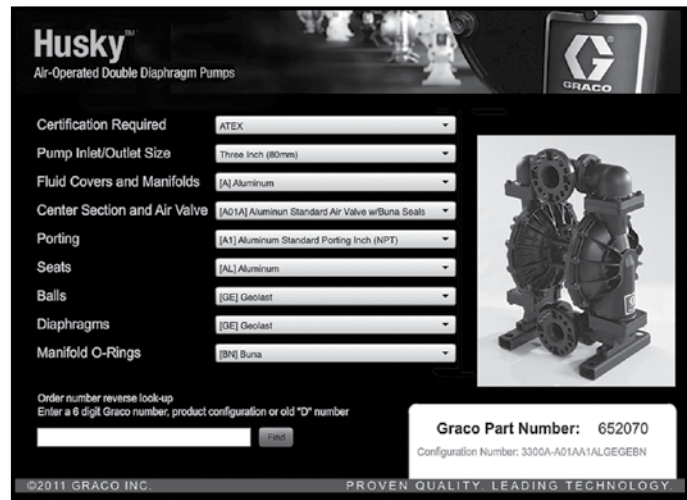 Husky™
Air-Operated Double Diaphragm Pumps
GRACO
Certification Required ATEX
Pump Inlet/Outlet Size Three Inch (80mm)
Fluid Covers and Manifolds [A] Aluminum
Center Section and Air Valve [A01A] Aluminun Standard Air Valve w/Buna Seals
Porting [A1] Aluminum Standard Porting Inch (NPT)
Seats [AL] Aluminum
Balls [GE] Geolast
Diaphragms [GE] Geolast
Manifold O-Rings [BN] Buna
Order number reverse look-up
Enter a 6 digit Graco number, product configuration or old "D" number
Find
Graco Part Number: 652070
Configuration Number: 3300A-A01AA1ALGEGEBN
©2011 GRACO INC. PROVEN QUALITY. LEADING TECHNOLOGY.